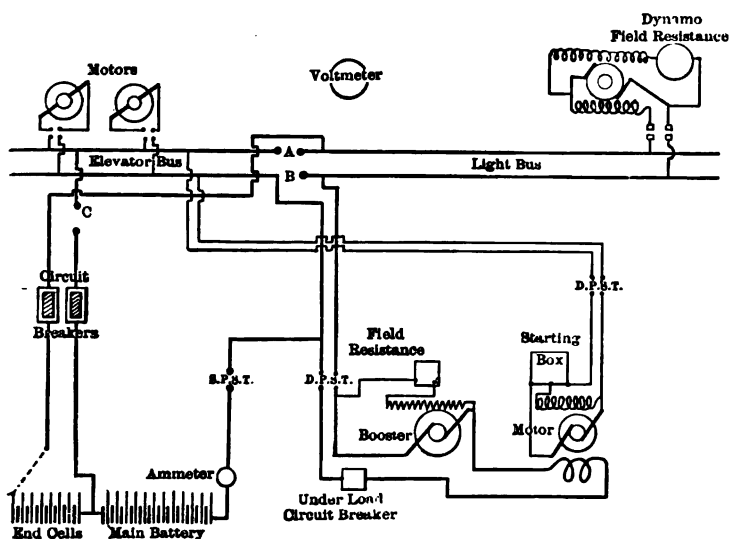 Dynamo
Field Resistance
Motors
Voltmeter
A
Elevator Bus
Light Bus
B
C
D.P.S.T.
Circuit
Breakers
Starting
Box
Field
Resistance
S.P.S.T.
D.P.S.T.
Booster
Motor
Ammeter
Under Load
Circuit Breaker
End Cells
Main Battery